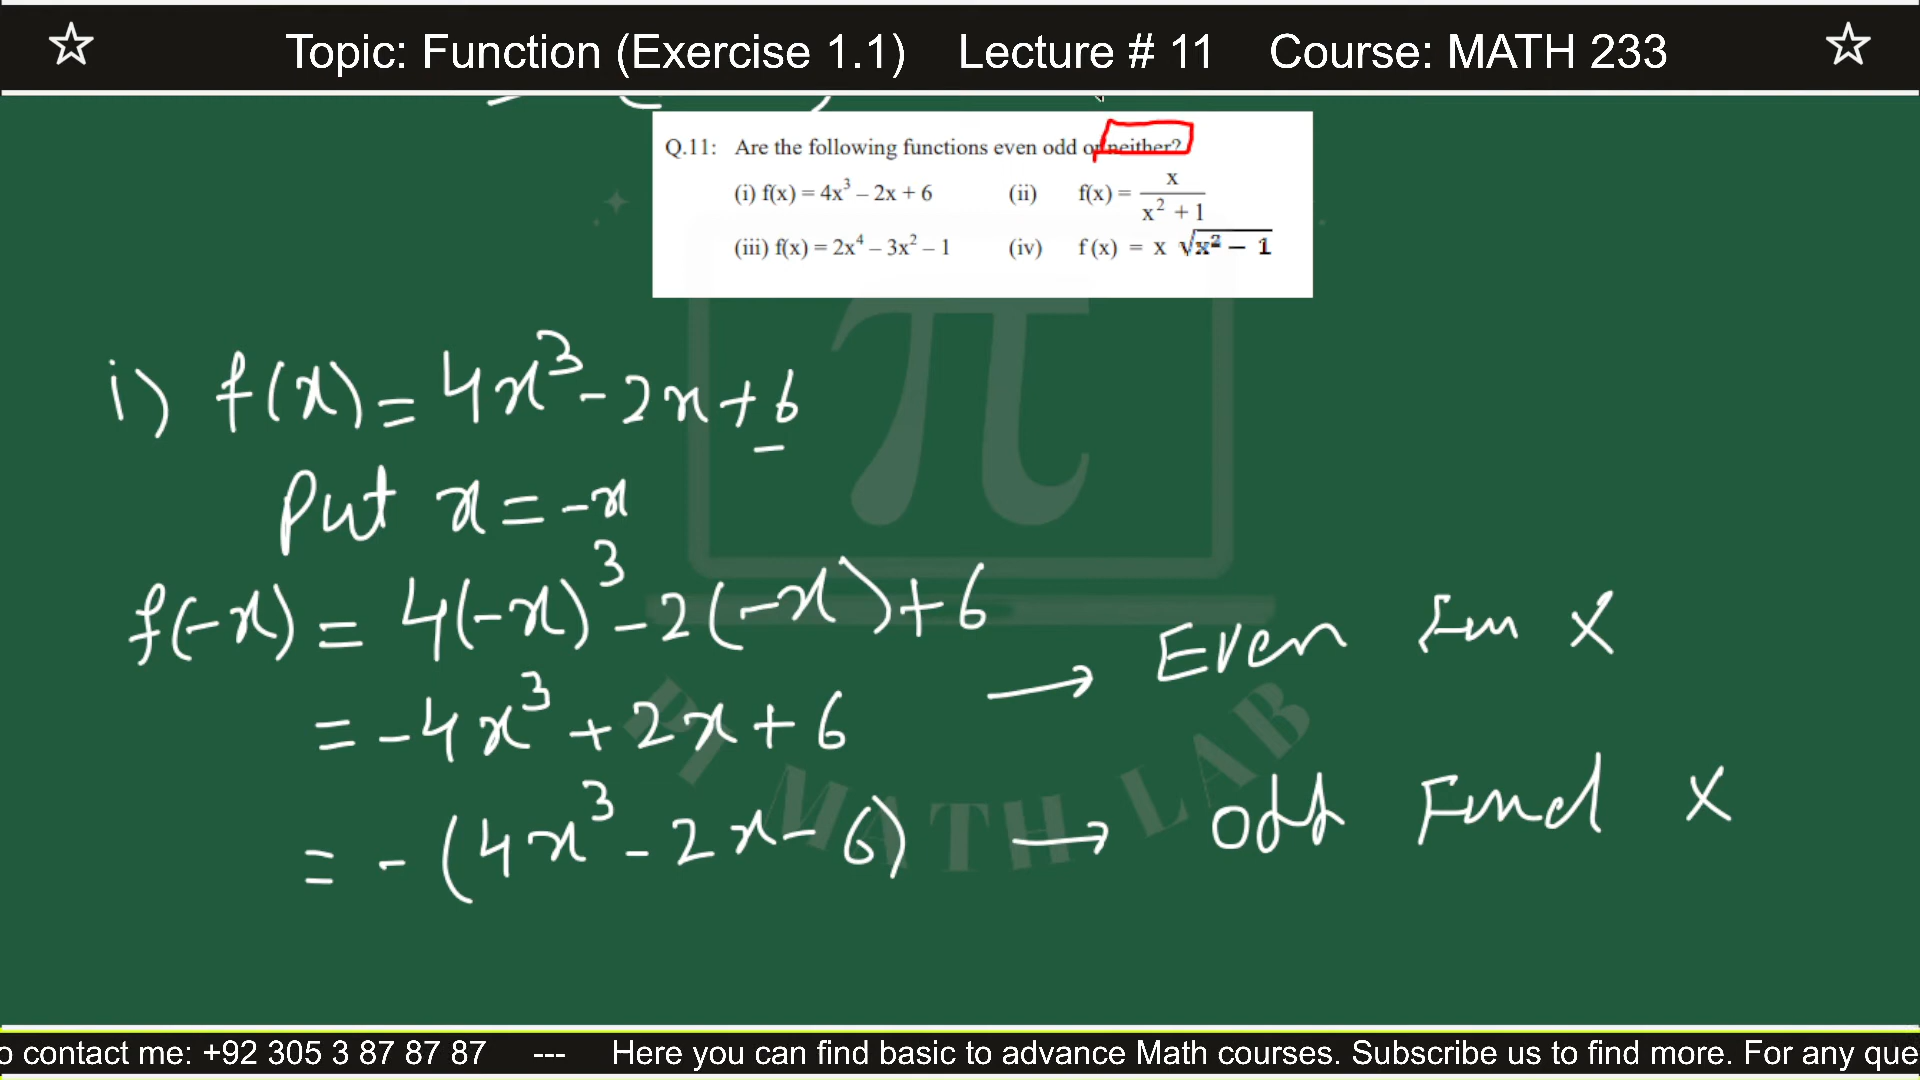 ☆ Topic: Function (Exercise 1.1) Lecture # 11 Course: MATH 233 ☆
Q.11: Are the following functions even odd or neither?
(i) f(x) = 4x³ – 2x + 6 (ii) f(x) = x / (x² + 1)
(iii) f(x) = 2x⁴ – 3x² – 1 (iv) f (x) = x √(x² – 1)
i) f(x) = 4x³ - 2x + 6
Put x = -x
f(-x) = 4(-x)³ - 2(-x) + 6
= -4x³ + 2x + 6 → Even Fun X
= - (4x³ - 2x - 6) → Odd X
PI MATH LAB
o contact me: +92 305 3 87 87 87 --- Here you can find basic to advance Math courses. Subscribe us to find more. For any que